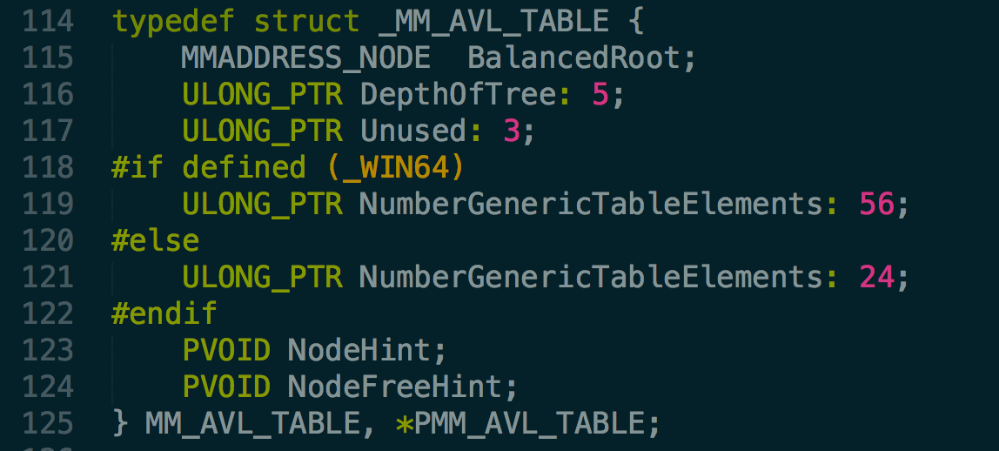 114 typedef struct _MM_AVL_TABLE {
115     MMADDRESS_NODE  BalancedRoot;
116     ULONG_PTR DepthOfTree: 5;
117     ULONG_PTR Unused: 3;
118 #if defined (_WIN64)
119     ULONG_PTR NumberGenericTableElements: 56;
120 #else
121     ULONG_PTR NumberGenericTableElements: 24;
122 #endif
123     PVOID NodeHint;
124     PVOID NodeFreeHint;
125 } MM_AVL_TABLE, *PMM_AVL_TABLE;